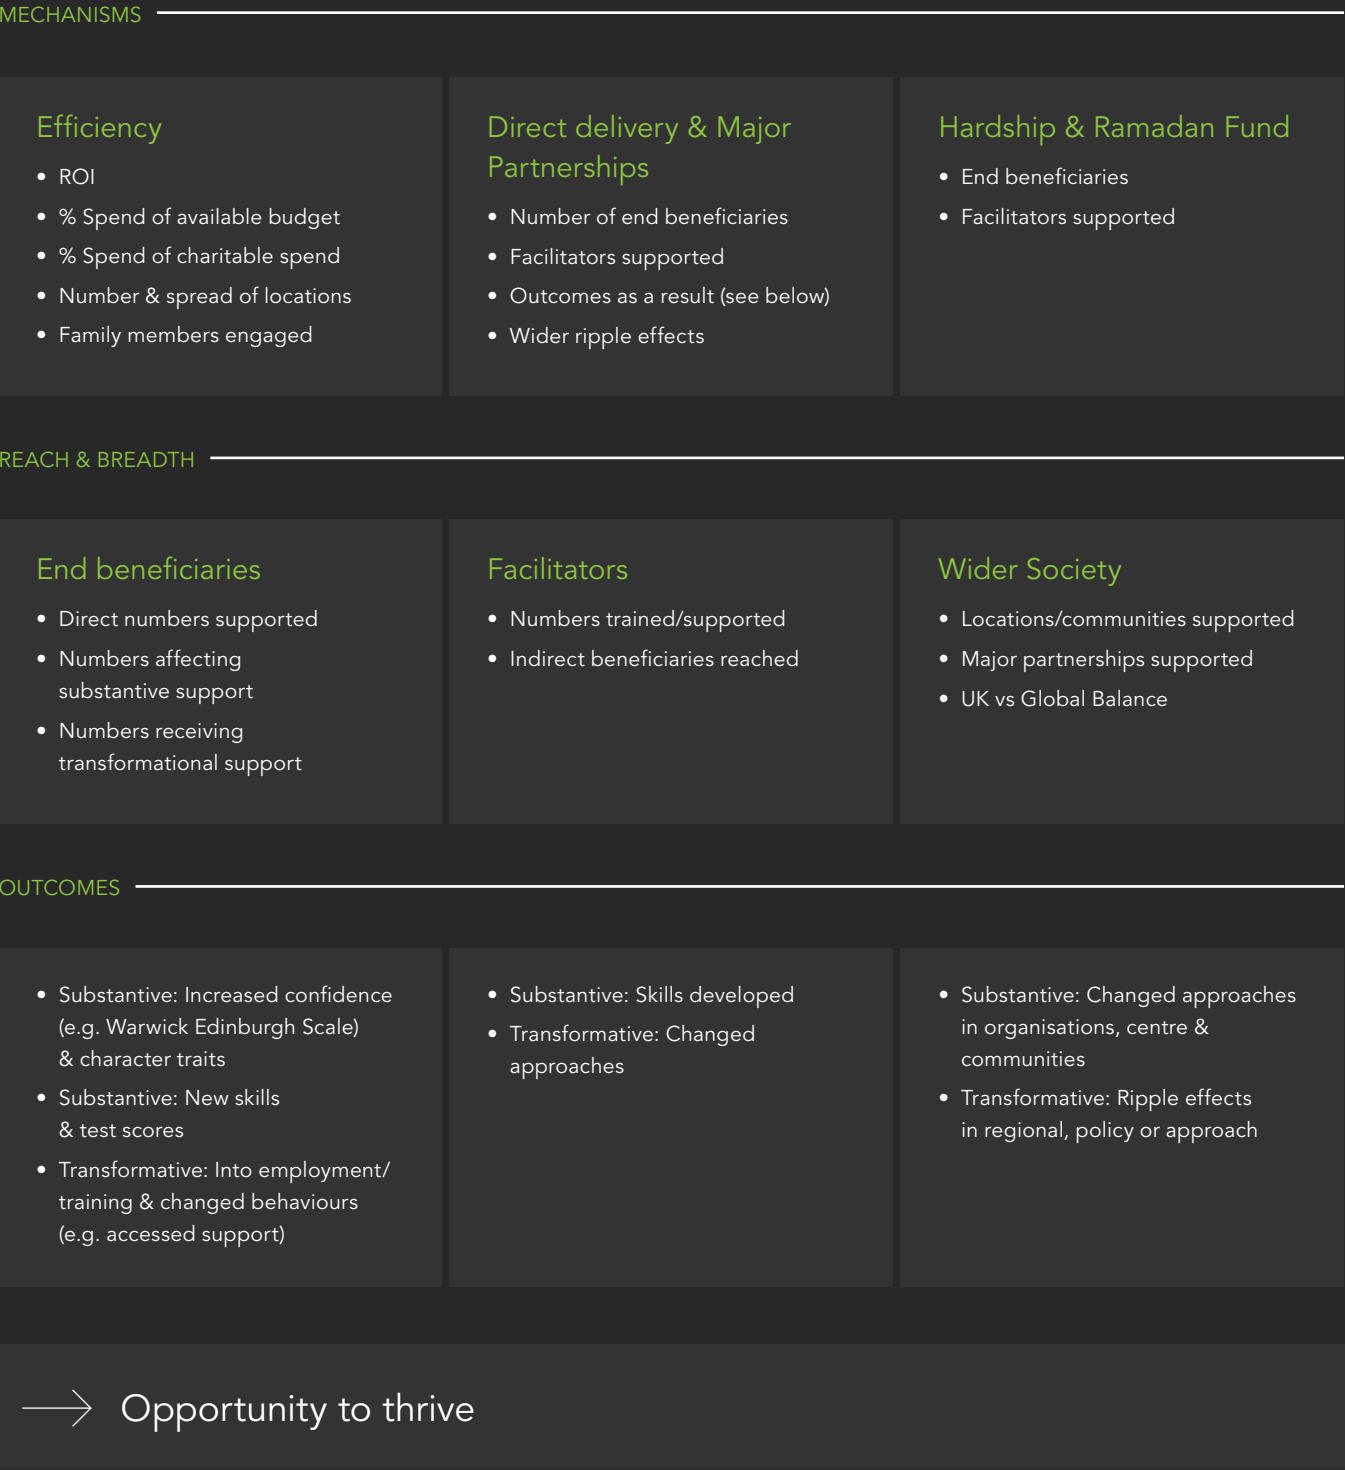 MECHANISMS
Efficiency
• ROI
• % Spend of available budget
• % Spend of charitable spend
• Number & spread of locations
• Family members engaged
Direct delivery & Major
Partnerships
• Number of end beneficiaries
• Facilitators supported
• Outcomes as a result (see below)
• Wider ripple effects
Hardship & Ramadan Fund
• End beneficiaries
• Facilitators supported
REACH & BREADTH
End beneficiaries
• Direct numbers supported
• Numbers affecting
substantive support
• Numbers receiving
transformational support
Facilitators
• Numbers trained/supported
• Indirect beneficiaries reached
Wider Society
• Locations/communities supported
• Major partnerships supported
• UK vs Global Balance
OUTCOMES
• Substantive: Increased confidence
(e.g. Warwick Edinburgh Scale)
& character traits
• Substantive: New skills
& test scores
• Transformative: Into employment/
training & changed behaviours
(e.g. accessed support)
• Substantive: Skills developed
• Transformative: Changed
approaches
• Substantive: Changed approaches
in organisations, centre &
communities
• Transformative: Ripple effects
in regional, policy or approach
Opportunity to thrive